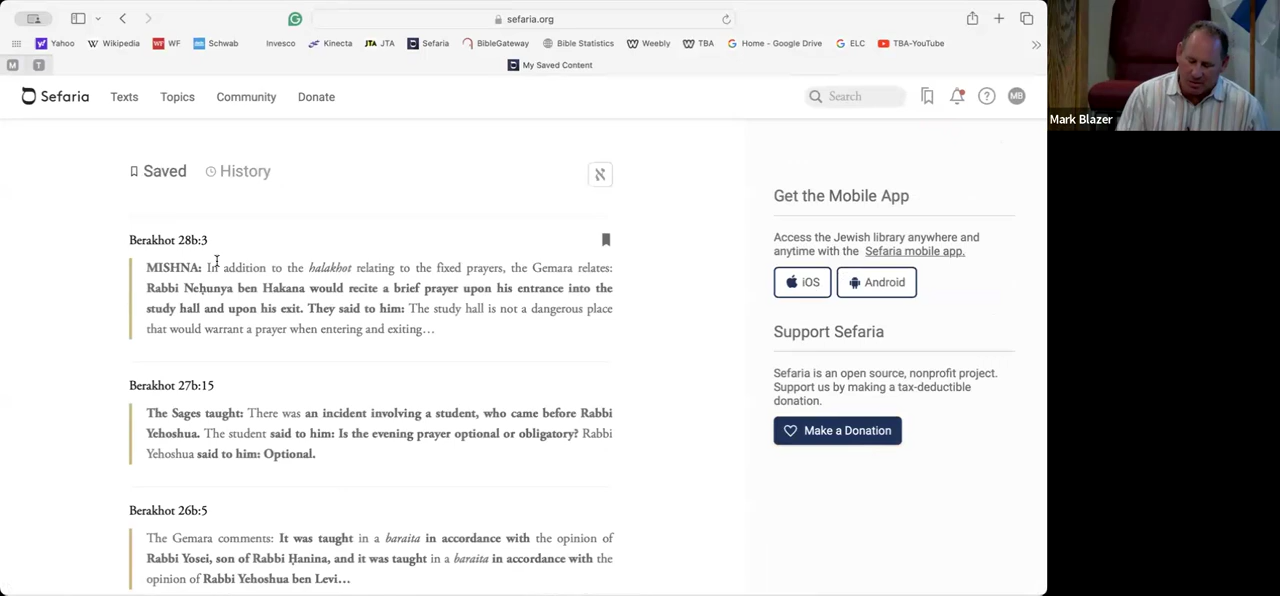 sefaria.org
Yahoo Wikipedia WF Schwab Invesco Kinecta JTA Sefaria BibleGateway Bible Statistics Weebly TBA Home - Google Drive ELC TBA-YouTube
M T My Saved Content
Sefaria Texts Topics Community Donate Search MB
Mark Blazer
Saved History א
Berakhot 28b:3
MISHNA: In addition to the halakhot relating to the fixed prayers, the Gemara relates:
Rabbi Neḥunya ben Hakana would recite a brief prayer upon his entrance into the
study hall and upon his exit. They said to him: The study hall is not a dangerous place
that would warrant a prayer when entering and exiting…
Berakhot 27b:15
The Sages taught: There was an incident involving a student, who came before Rabbi
Yehoshua. The student said to him: Is the evening prayer optional or obligatory? Rabbi
Yehoshua said to him: Optional.
Berakhot 26b:5
The Gemara comments: It was taught in a baraita in accordance with the opinion of
Rabbi Yosei, son of Rabbi Ḥanina, and it was taught in a baraita in accordance with the
opinion of Rabbi Yehoshua ben Levi…
Get the Mobile App
Access the Jewish library anywhere and
anytime with the Sefaria mobile app.
iOS Android
Support Sefaria
Sefaria is an open source, nonprofit project.
Support us by making a tax-deductible
donation.
Make a Donation